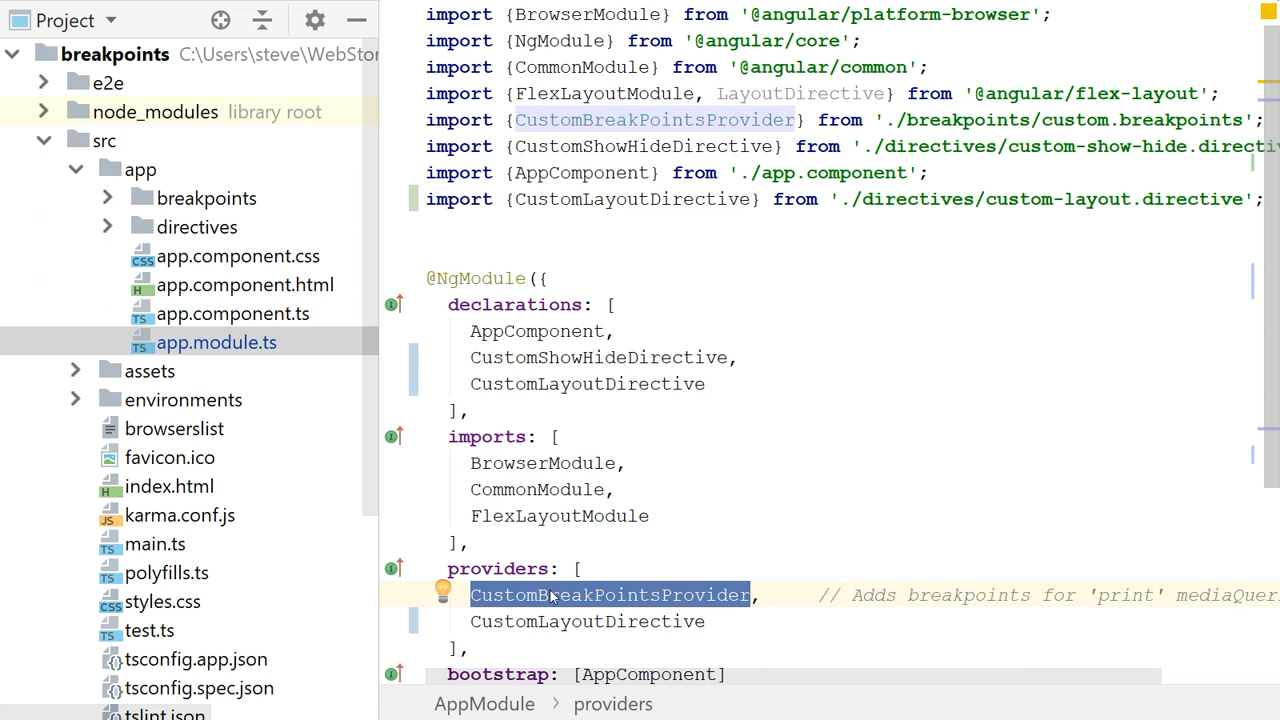 Project
breakpoints C:\Users\steve\WebStor
e2e
node_modules library root
src
app
breakpoints
directives
app.component.css
app.component.html
app.component.ts
app.module.ts
assets
environments
browserslist
favicon.ico
index.html
karma.conf.js
main.ts
polyfills.ts
styles.css
test.ts
tsconfig.app.json
tsconfig.spec.json
tslint.json
import {BrowserModule} from '@angular/platform-browser';
import {NgModule} from '@angular/core';
import {CommonModule} from '@angular/common';
import {FlexLayoutModule, LayoutDirective} from '@angular/flex-layout';
import {CustomBreakPointsProvider} from './breakpoints/custom.breakpoints';
import {CustomShowHideDirective} from './directives/custom-show-hide.directi
import {AppComponent} from './app.component';
import {CustomLayoutDirective} from './directives/custom-layout.directive';
@NgModule({
declarations: [
AppComponent,
CustomShowHideDirective,
CustomLayoutDirective
],
imports: [
BrowserModule,
CommonModule,
FlexLayoutModule
],
providers: [
CustomBreakPointsProvider, // Adds breakpoints for 'print' mediaQueri
CustomLayoutDirective
],
bootstrap: [AppComponent]
AppModule > providers